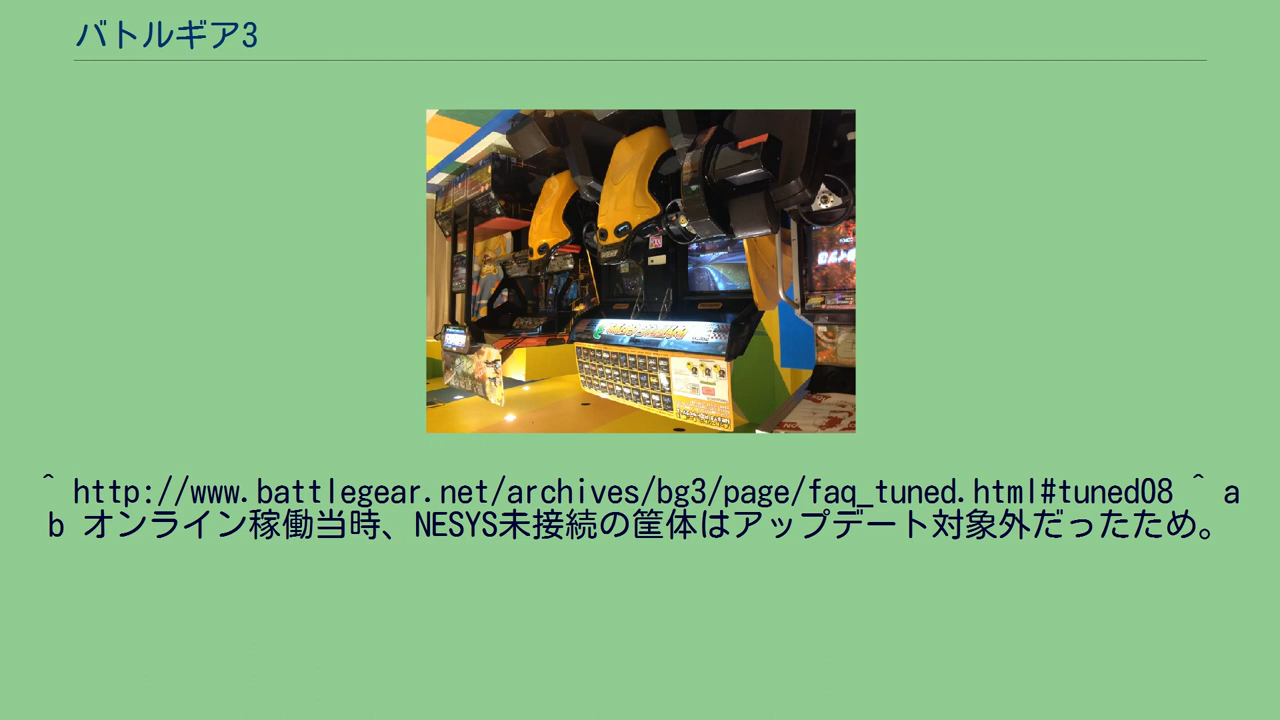 バトルギア3
^ http://www.battlegear.net/archives/bg3/page/faq_tuned.html#tuned08 ^ a
b オンライン稼働当時、NESYS未接続の筐体はアップデート対象外だったため。